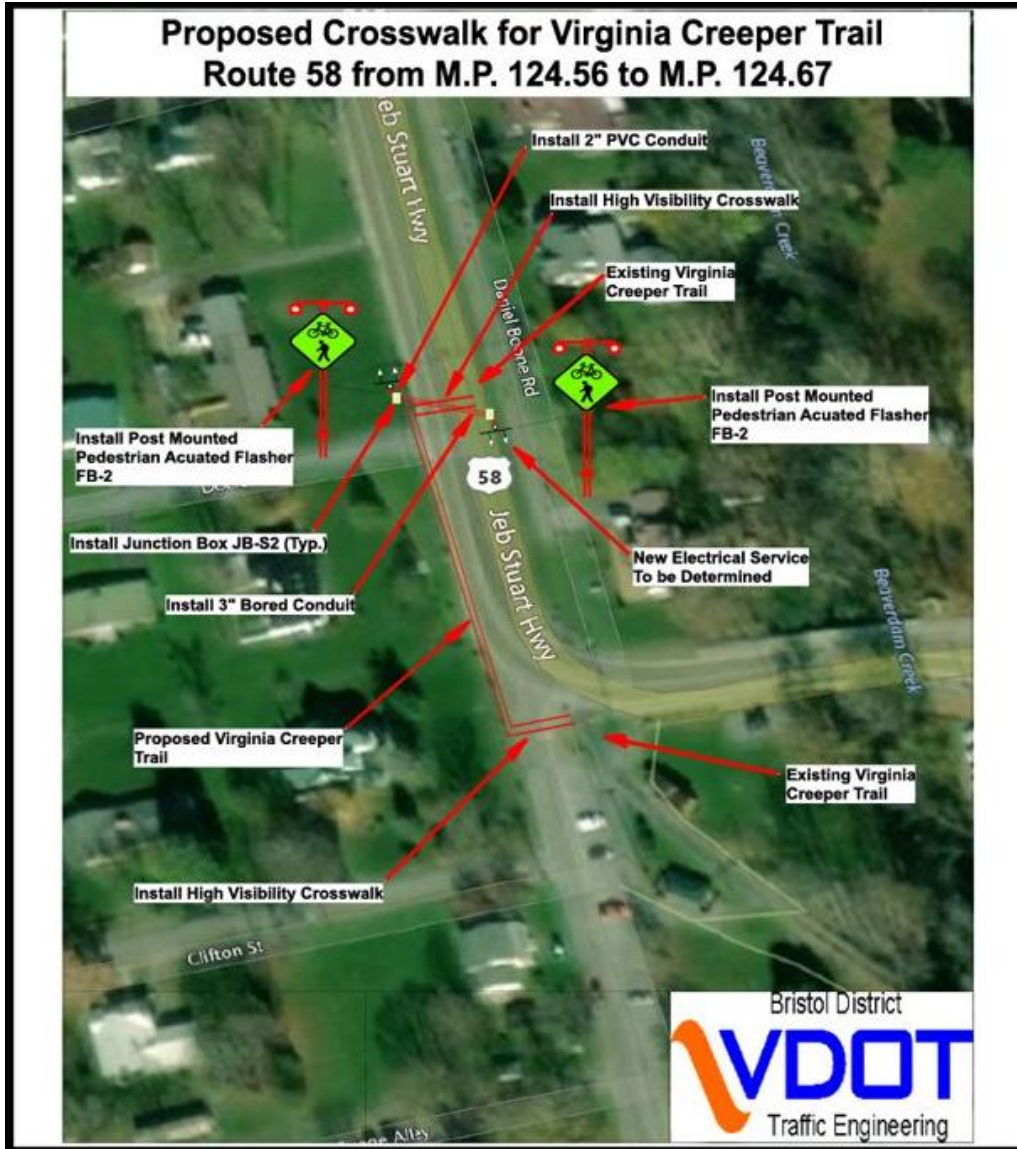 Proposed Crosswalk for Virginia Creeper Trail
Route 58 from M.P. 124.56 to M.P. 124.67
eb Stuart Hwy
Install 2" PVC Conduit
Beaverdam Creek
Install High Visibility Crosswalk
Existing Virginia
Creeper Trail
Daniel Boone Rd
Install Post Mounted
Pedestrian Acuated Flasher
FB-2
Install Post Mounted
Pedestrian Acuated Flasher
FB-2
58
Install Junction Box JB-S2 (Typ.)
Jeb Stuart Hwy
New Electrical Service
To be Determined
Install 3" Bored Conduit
Beaverdam Creek
Proposed Virginia Creeper
Trail
Existing Virginia
Creeper Trail
Install High Visibility Crosswalk
Clifton St
Alley
Bristol District
VDOT
Traffic Engineering